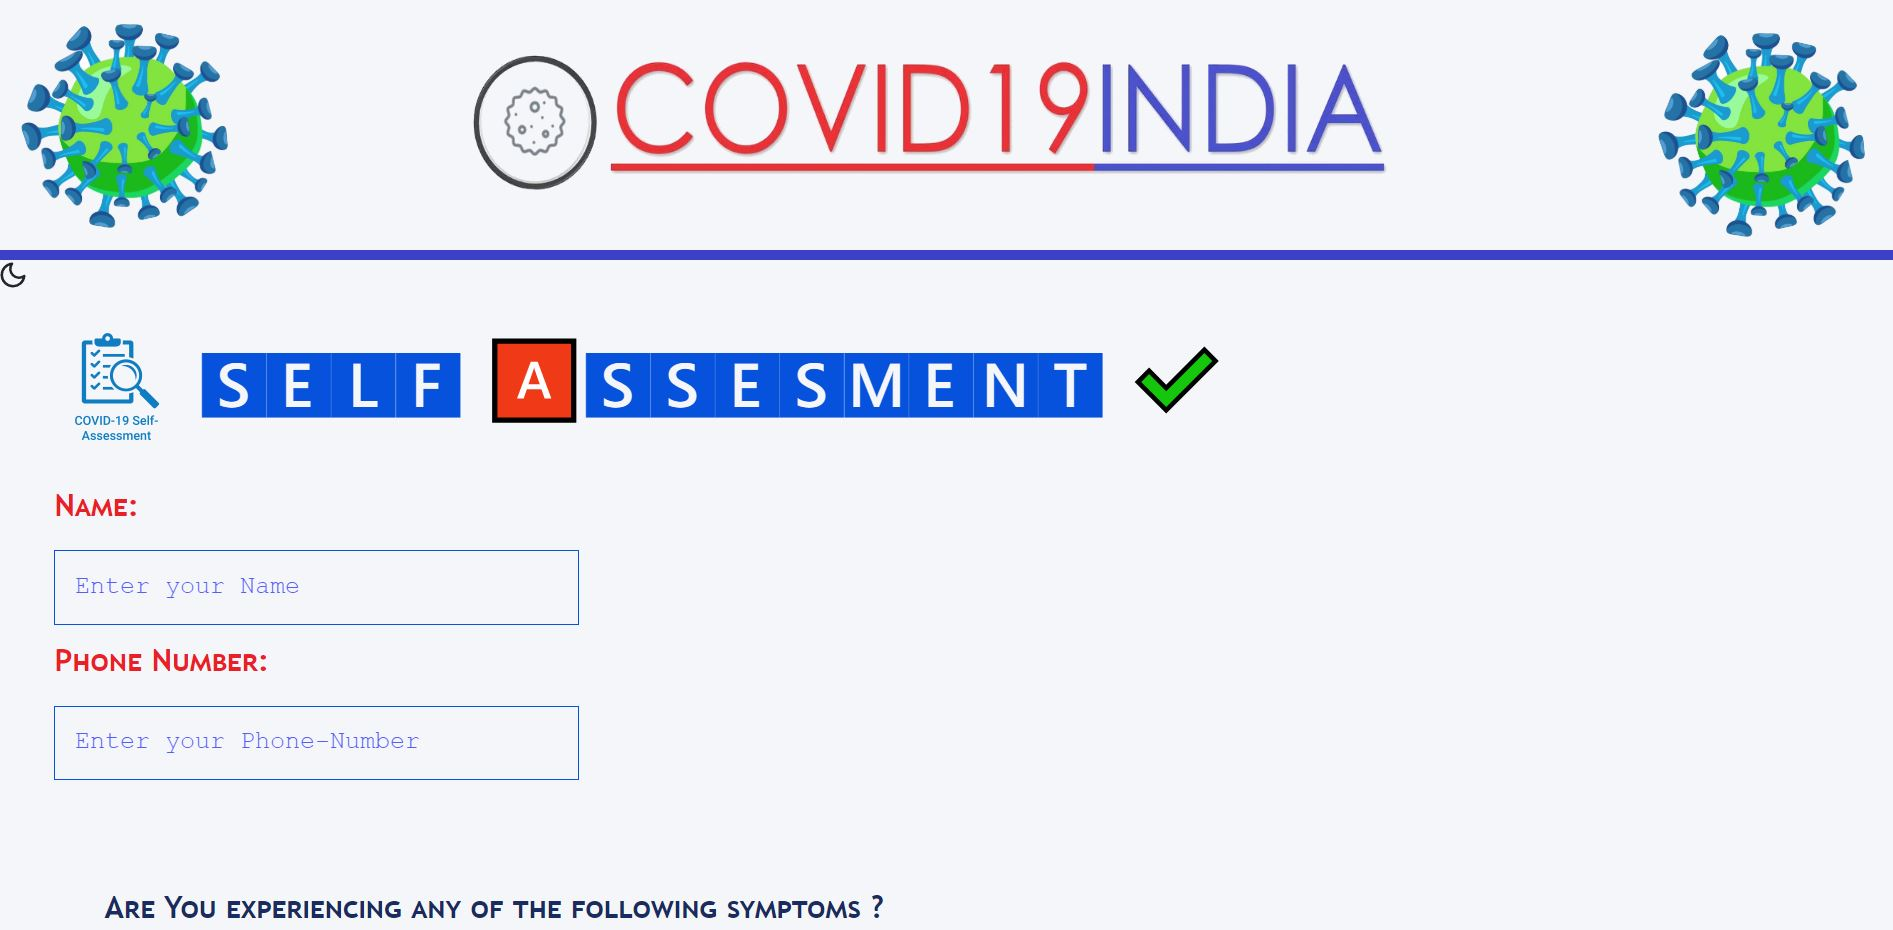 COVID19INDIA
SELF ASSESMENT
COVID-19 Self-
Assessment
Name:
Enter your Name
Phone Number:
Enter your Phone-Number
Are You experiencing any of the following symptoms ?